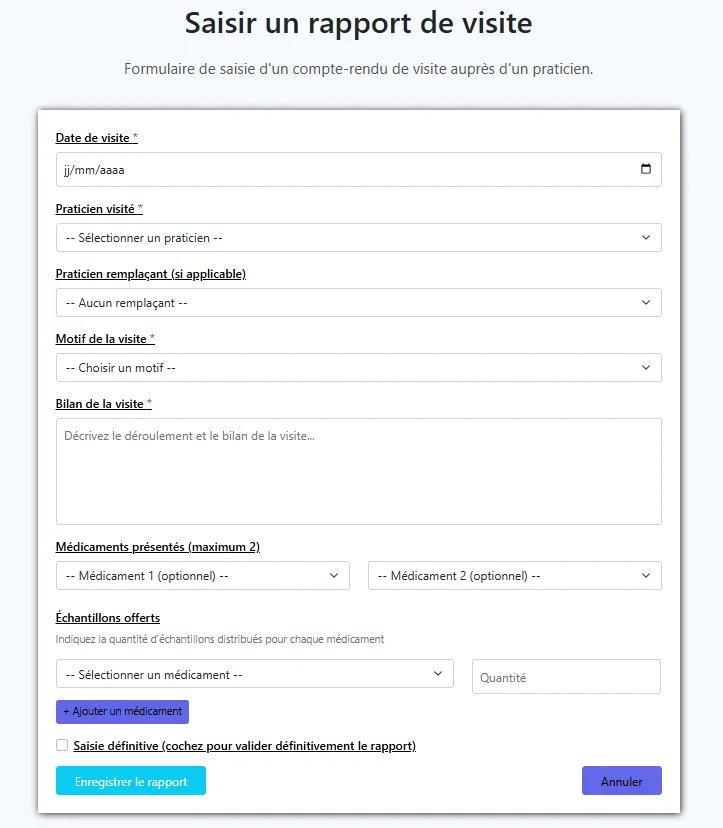 Saisir un rapport de visite
Formulaire de saisie d'un compte-rendu de visite auprès d'un praticien.
Date de visite *
jj/mm/aaaa
Praticien visité *
-- Sélectionner un praticien --
Praticien remplaçant (si applicable)
-- Aucun remplaçant --
Motif de la visite *
-- Choisir un motif --
Bilan de la visite *
Décrivez le déroulement et le bilan de la visite...
Médicaments présentés (maximum 2)
-- Médicament 1 (optionnel) --
-- Médicament 2 (optionnel) --
Échantillons offerts
Indiquez la quantité d'échantillons distribués pour chaque médicament
-- Sélectionner un médicament --
Quantité
+ Ajouter un médicament
Saisie définitive (cochez pour valider définitivement le rapport)
Enregistrer le rapport
Annuler